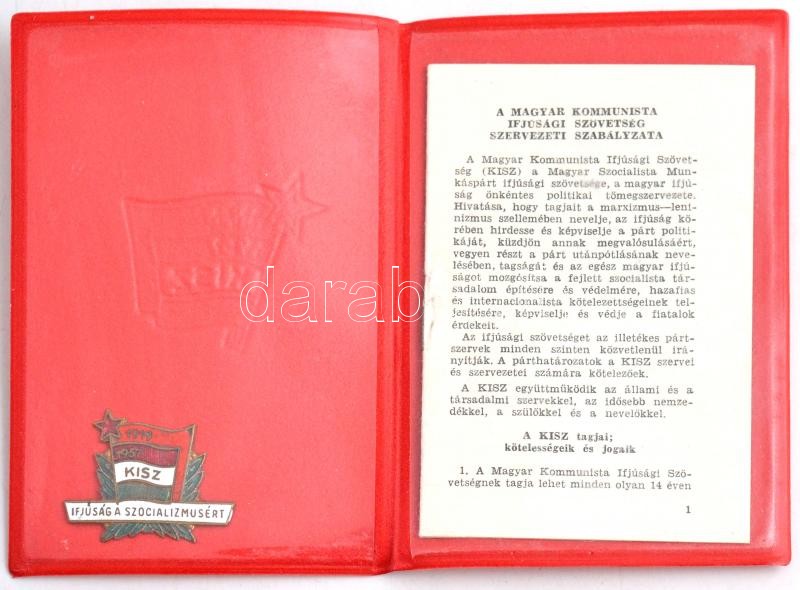 1919
1957
KISZ
IFJÚSÁG A SZOCIALIZMUSÉRT
A MAGYAR KOMMUNISTA
IFJÚSÁGI SZÖVETSÉG
SZERVEZETI SZABÁLYZATA
A Magyar Kommunista Ifjúsági Szövet-
ség (KISZ) a Magyar Szocialista Mun-
káspárt ifjúsági szövetsége, a magyar ifjú-
ság önkéntes politikai tömegszervezete.
Hivatása, hogy tagjait a marxizmus—leni-
nizmus szellemében nevelje, az ifjúság kö-
rében hirdesse és képviselje a párt politi-
káját, küzdjön annak megvalósulásáért,
vegyen részt a párt utánpótlásának neve-
lésében, tagságát és az egész magyar ifjú-
ságot mozgósítsa a fejlett szocialista tár-
sadalom építésére és védelmére, hazafias
és internacionalista kötelezettségeinek tel-
jesítésére, képviselje és védje a fiatalok
érdekeit.
Az ifjúsági szövetséget az illetékes párt-
szervek minden szinten közvetlenül irá-
nyítják. A párthatározatok a KISZ szervei
és szervezetei számára kötelezőek.
A KISZ együttműködik az állami és a
társadalmi szervekkel, az idősebb nemze-
dékkel, a szülőkkel és a nevelőkkel.
A KISZ tagjai;
kötelességeik és jogaik
1. A Magyar Kommunista Ifjúsági Szö-
vetségnek tagja lehet minden olyan 14 éven
1